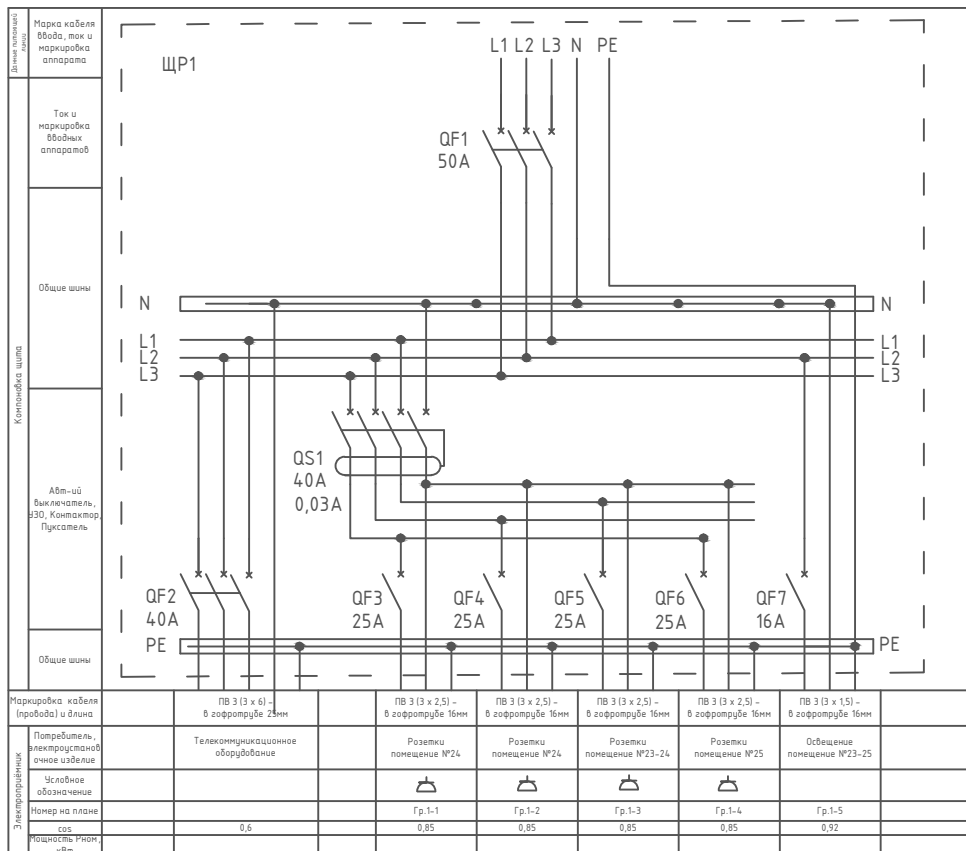 Данные питающей
линии
Марка кабеля
ввода, ток и
маркировка
аппарата
ЩР1
L1 L2 L3 N PE
Ток и
маркировка
вводных
аппаратов
QF1
50А
Компоновка щита
Общие шины
N
N
L1
L1
L2
L2
L3
L3
Авт-ий
выключатель,
УЗО, Контактор,
Пуксатель
QS1
40А
0,03А
QF2
40А
QF3
25А
QF4
25А
QF5
25А
QF6
25А
QF7
16А
Общие шины
PE
PE
Маркировка кабеля
(провода) и длина
ПВ 3 (3 х 6) –
в гофротрубе 25мм
ПВ 3 (3 х 2,5) –
в гофротрубе 16мм
ПВ 3 (3 х 2,5) –
в гофротрубе 16мм
ПВ 3 (3 х 2,5) –
в гофротрубе 16мм
ПВ 3 (3 х 2,5) –
в гофротрубе 16мм
ПВ 3 (3 х 1,5) –
в гофротрубе 16мм
Электроприёмник
Потребитель,
электроустанов
очное изделие
Телекоммуникационное
оборудование
Розетки
помещение №24
Розетки
помещение №24
Розетки
помещение №23-24
Розетки
помещение №25
Освещение
помещение №23-25
Условное
обозначение
Номер на плане
Гр.1-1
Гр.1-2
Гр.1-3
Гр.1-4
Гр.1-5
cos
0,6
0,85
0,85
0,85
0,85
0,92
Мощность Рном,
кВт